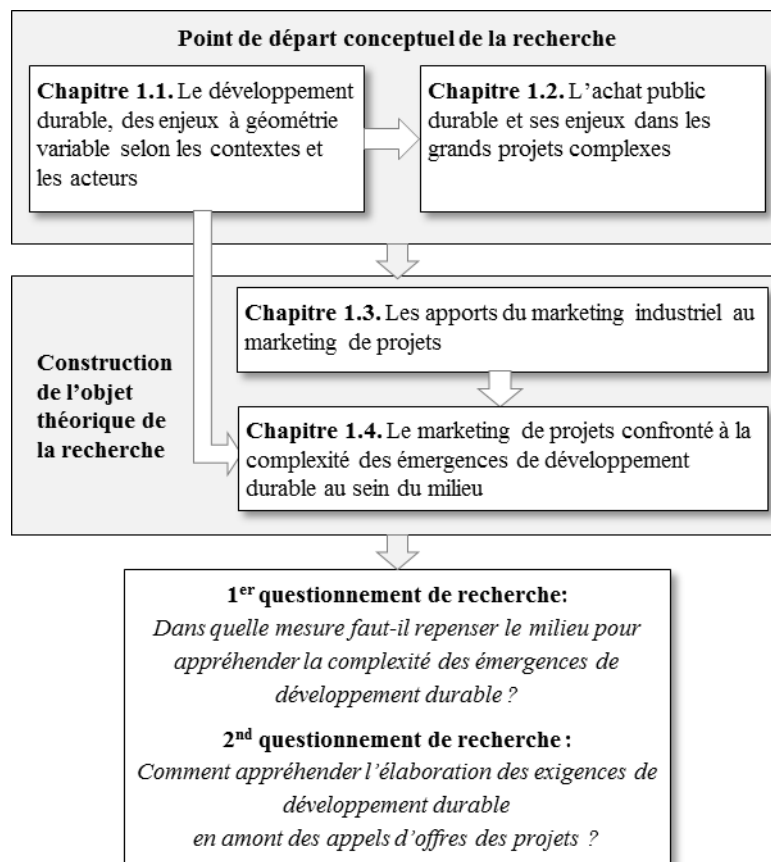 Point de départ conceptuel de la recherche
Chapitre 1.1. Le développement
durable, des enjeux à géométrie
variable selon les contextes et
les acteurs
Chapitre 1.2. L'achat public
durable et ses enjeux dans les
grands projets complexes
Construction
de l'objet
théorique de
la recherche
Chapitre 1.3. Les apports du marketing industriel au
marketing de projets
Chapitre 1.4. Le marketing de projets confronté à la
complexité des émergences de développement
durable au sein du milieu
1er questionnement de recherche:
Dans quelle mesure faut-il repenser le milieu pour
appréhender la complexité des émergences de
développement durable ?
2nd questionnement de recherche :
Comment appréhender l'élaboration des exigences de
développement durable
en amont des appels d'offres des projets ?